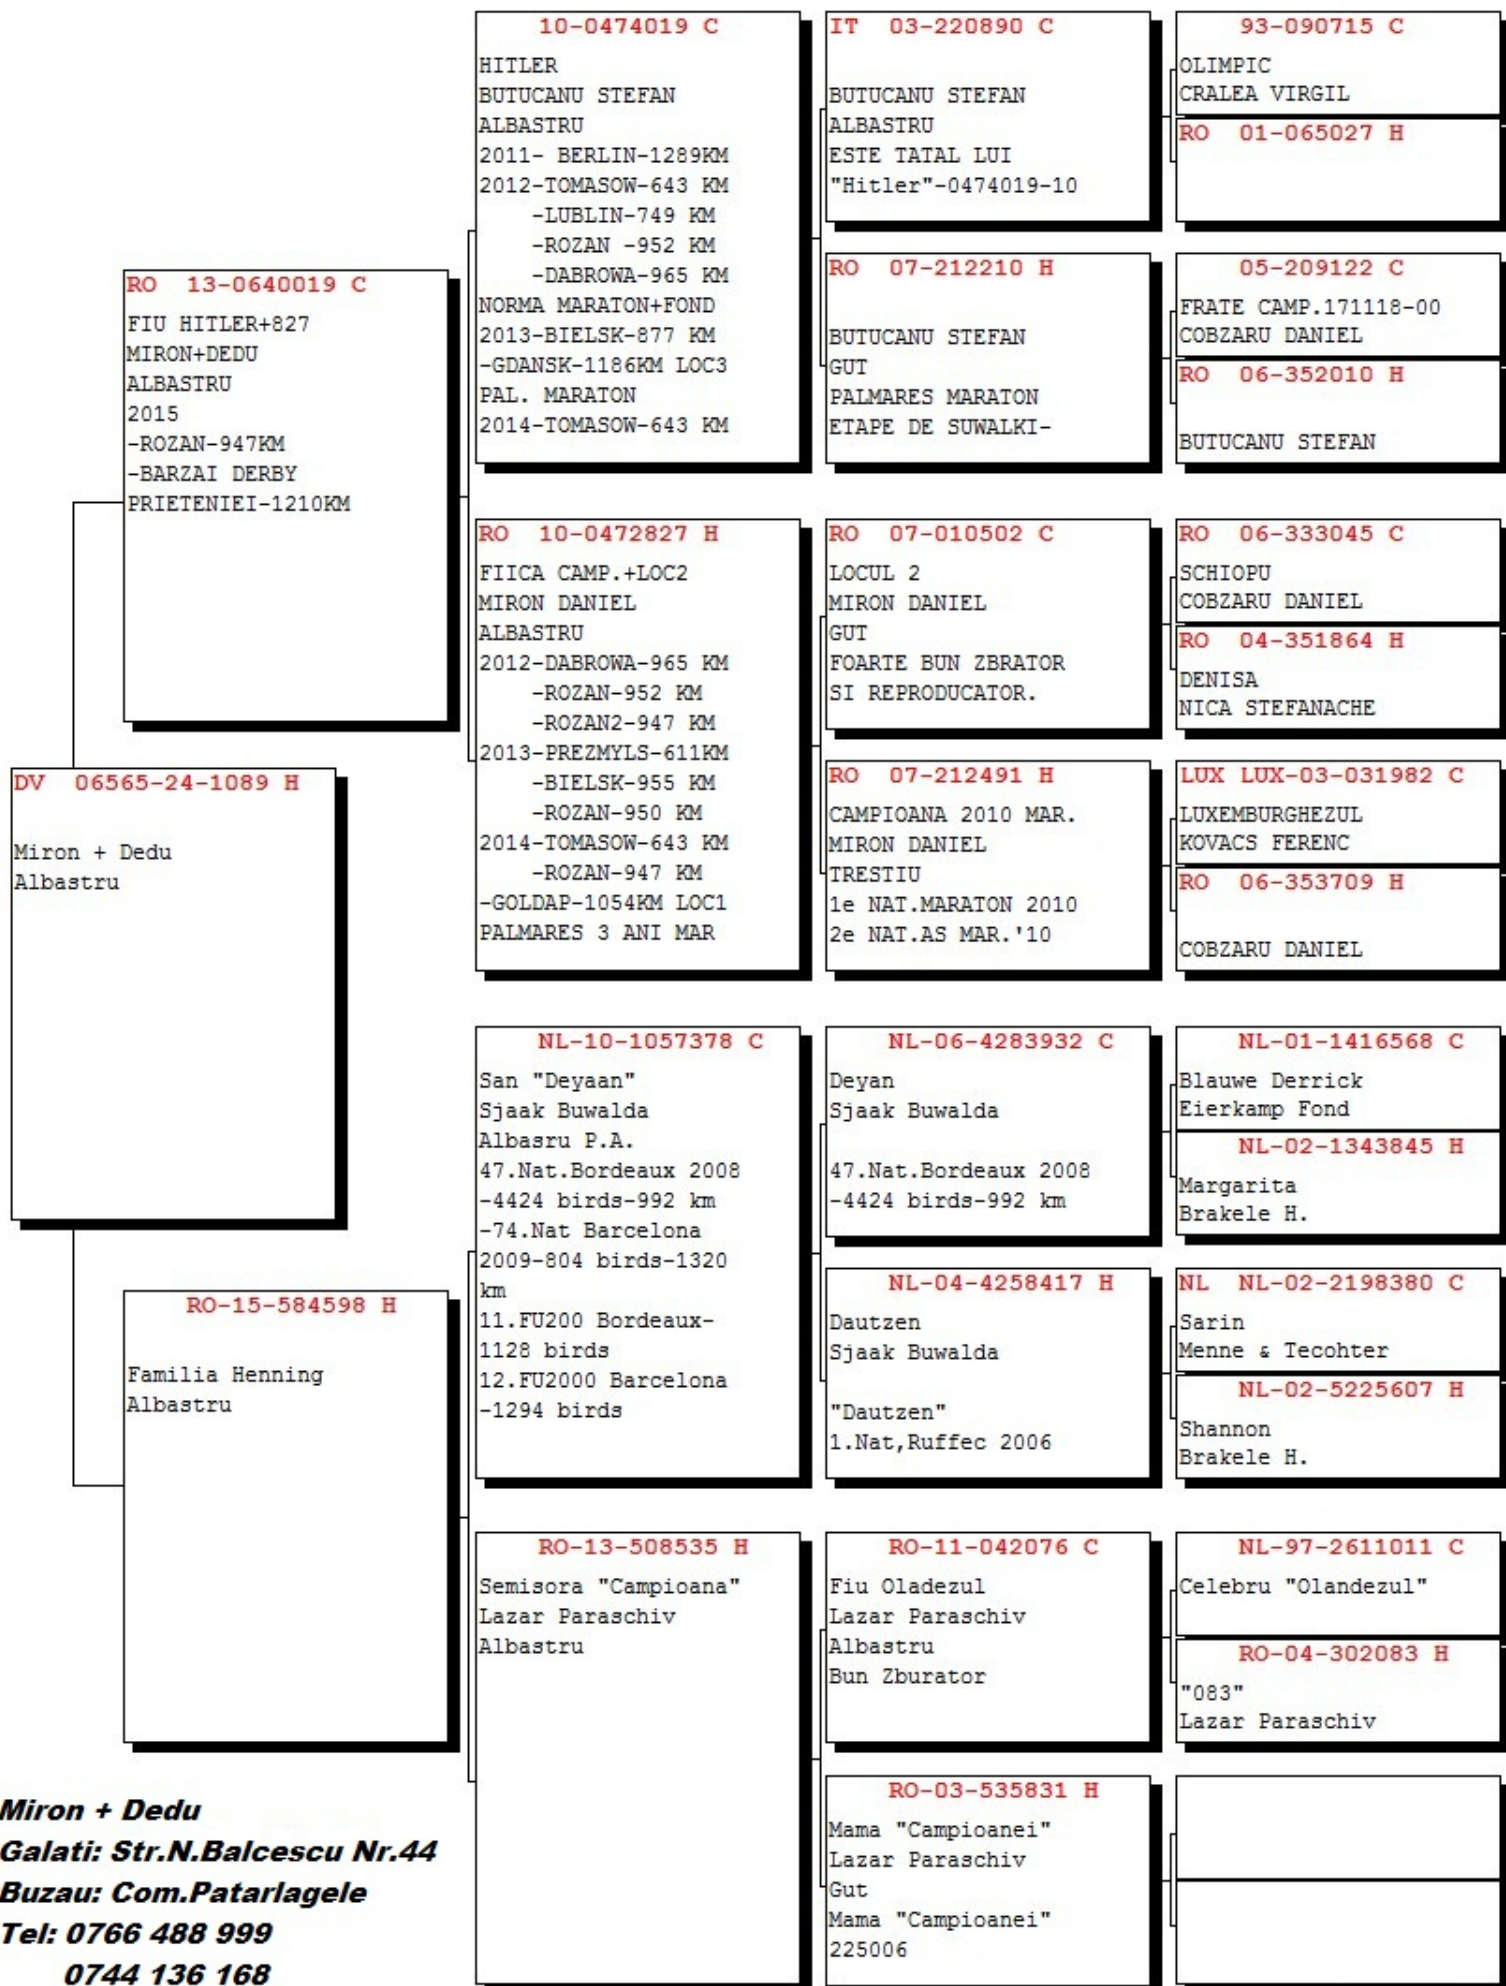 DV  06565-24-1089 H
Miron + Dedu
Albastru
RO  13-0640019 C
FIU HITLER+827
MIRON+DEDU
ALBASTRU
2015
-ROZAN-947KM
-BARZAI DERBY
PRIETENIEI-1210KM
RO-15-584598 H
Familia Henning
Albastru
10-0474019 C
HITLER
BUTUCANU STEFAN
ALBASTRU
2011- BERLIN-1289KM
2012-TOMASOW-643 KM
-LUBLIN-749 KM
-ROZAN -952 KM
-DABROWA-965 KM
NORMA MARATON+FOND
2013-BIELSK-877 KM
-GDANSK-1186KM LOC3
PAL. MARATON
2014-TOMASOW-643 KM
RO  10-0472827 H
FIICA CAMP.+LOC2
MIRON DANIEL
ALBASTRU
2012-DABROWA-965 KM
-ROZAN-952 KM
-ROZAN2-947 KM
2013-PREZMYLS-611KM
-BIELSK-955 KM
-ROZAN-950 KM
2014-TOMASOW-643 KM
-ROZAN-947 KM
-GOLDAP-1054KM LOC1
PALMARES 3 ANI MAR
NL-10-1057378 C
San "Deyaan"
Sjaak Buwalda
Albasru P.A.
47.Nat.Bordeaux 2008
-4424 birds-992 km
-74.Nat Barcelona
2009-804 birds-1320
km
11.FU200 Bordeaux-
1128 birds
12.FU2000 Barcelona
-1294 birds
RO-13-508535 H
Semisora "Campioana"
Lazar Paraschiv
Albastru
IT  03-220890 C
BUTUCANU STEFAN
ALBASTRU
ESTE TATAL LUI
"Hitler"-0474019-10
RO  07-212210 H
BUTUCANU STEFAN
GUT
PALMARES MARATON
ETAPE DE SUWALKI-
RO  07-010502 C
LOCUL 2
MIRON DANIEL
GUT
FOARTE BUN ZBRATOR
SI REPRODUCATOR.
RO  07-212491 H
CAMPIOANA 2010 MAR.
MIRON DANIEL
TRESTIU
1e NAT.MARATON 2010
2e NAT.AS MAR.'10
NL-06-4283932 C
Deyan
Sjaak Buwalda
47.Nat.Bordeaux 2008
-4424 birds-992 km
NL-04-4258417 H
Dautzen
Sjaak Buwalda
"Dautzen"
1.Nat,Ruffec 2006
RO-11-042076 C
Fiu Oladezul
Lazar Paraschiv
Albastru
Bun Zburator
RO-03-535831 H
Mama "Campioanei"
Lazar Paraschiv
Gut
Mama "Campioanei"
225006
93-090715 C
OLIMPIC
CRALEA VIRGIL
RO  01-065027 H
05-209122 C
FRATE CAMP.171118-00
COBZARU DANIEL
RO  06-352010 H
BUTUCANU STEFAN
RO  06-333045 C
SCHIOPU
COBZARU DANIEL
RO  04-351864 H
DENISA
NICA STEFANACHE
LUX LUX-03-031982 C
LUXEMBURGHEZUL
KOVACS FERENC
RO  06-353709 H
COBZARU DANIEL
NL-01-1416568 C
Blauwe Derrick
Eierkamp Fond
NL-02-1343845 H
Margarita
Brakele H.
NL  NL-02-2198380 C
Sarin
Menne & Tecohter
NL-02-5225607 H
Shannon
Brakele H.
NL-97-2611011 C
Celebru "Olandezul"
RO-04-302083 H
"083"
Lazar Paraschiv
Miron + Dedu
Galati: Str.N.Balcescu Nr.44
Buzau: Com.Patarlagele
Tel: 0766 488 999
0744 136 168